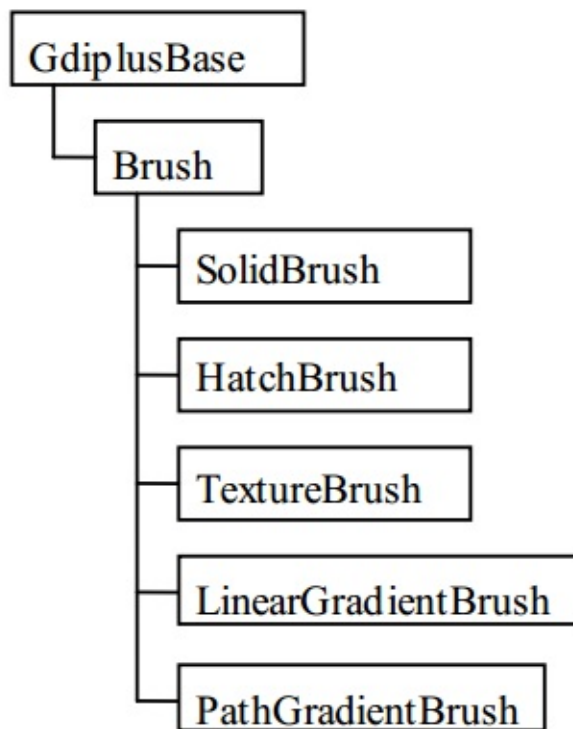 GdiplusBase
Brush
SolidBrush
HatchBrush
TextureBrush
LinearGradientBrush
PathGradientBrush